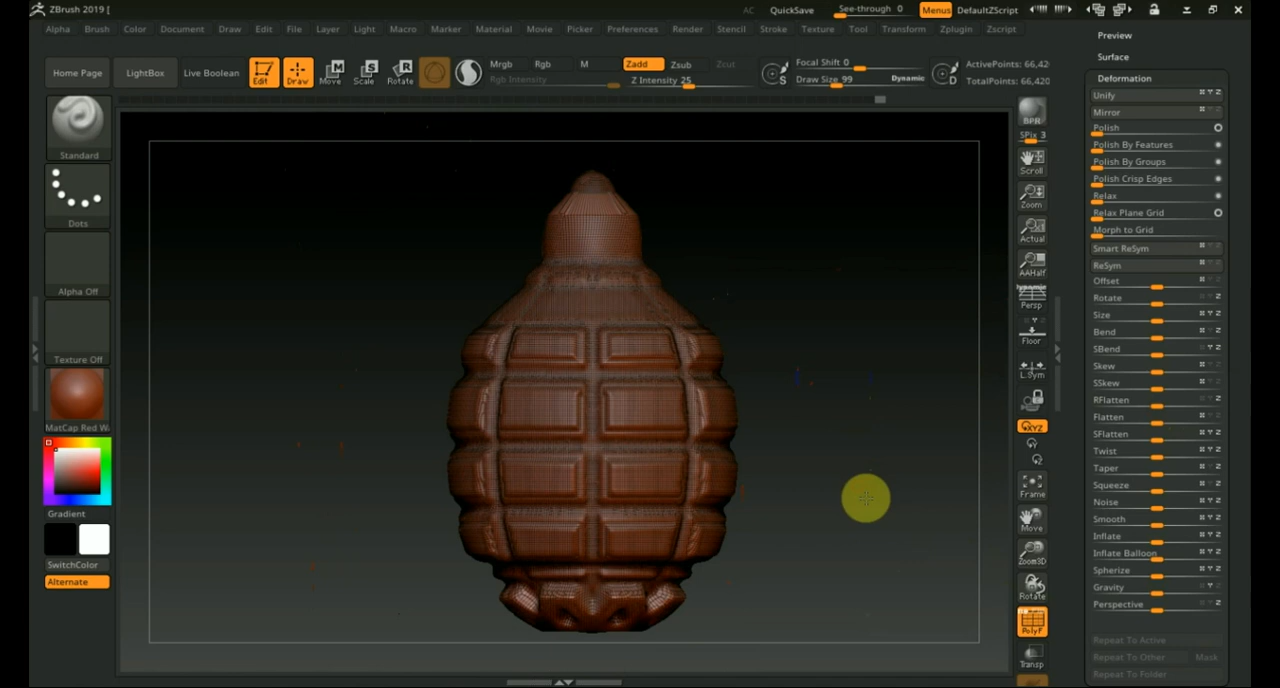 ZBrush 2019 [
AC QuickSave See-through 0 Menus DefaultZScript
Alpha Brush Color Document Draw Edit File Layer Light Macro Marker Material Movie Picker Preferences Render Stencil Stroke Texture Tool Transform Zplugin Zscript
Home Page LightBox Live Boolean Edit Draw Move Scale Rotate
Mrgb Rgb M Zadd Zsub Zcut
Rgb Intensity Z Intensity 25
Focal Shift 0
Draw Size 99 Dynamic
ActivePoints: 66,42
TotalPoints: 66,420
S
D
Standard
Dots
Alpha Off
Texture Off
MatCap Red Wa
Gradient
SwitchColor
Alternate
BPR
SPix 3
Scroll
Zoom
Actual
AAHalf
Dynamic
Persp
Floor
L.Sym
XYZ
Frame
Move
Zoom3D
Rotate
PolyF
Transp
Preview
Surface
Deformation
Unify
Mirror
Polish
Polish By Features
Polish By Groups
Polish Crisp Edges
Relax
Relax Plane Grid
Morph to Grid
Smart ReSym
ReSym
Offset
Rotate
Size
Bend
SBend
Skew
SSkew
RFlatten
Flatten
SFlatten
Twist
Taper
Squeeze
Noise
Smooth
Inflate
Inflate Balloon
Spherize
Gravity
Perspective
Repeat To Active
Repeat To Other Mask
Repeat To Folder